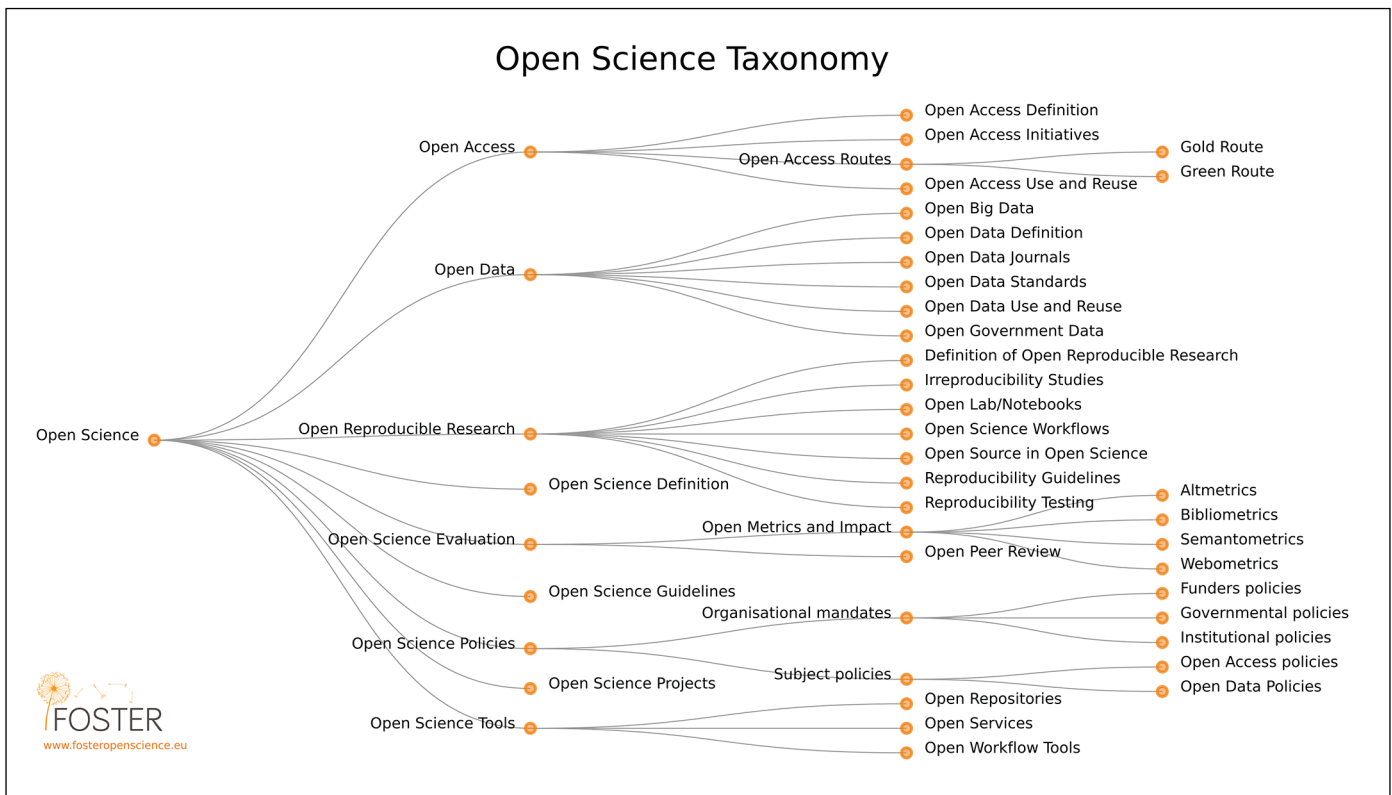 Open Science Taxonomy
Open Science
Open Access
Open Access Definition
Open Access Initiatives
Open Access Routes
Gold Route
Green Route
Open Access Use and Reuse
Open Data
Open Big Data
Open Data Definition
Open Data Journals
Open Data Standards
Open Data Use and Reuse
Open Government Data
Open Reproducible Research
Definition of Open Reproducible Research
Irreproducibility Studies
Open Lab/Notebooks
Open Science Workflows
Open Source in Open Science
Reproducibility Guidelines
Reproducibility Testing
Open Science Definition
Open Science Evaluation
Open Metrics and Impact
Altmetrics
Bibliometrics
Semantometrics
Webometrics
Open Peer Review
Open Science Guidelines
Open Science Policies
Organisational mandates
Funders policies
Governmental policies
Institutional policies
Subject policies
Open Access policies
Open Data Policies
Open Science Projects
Open Science Tools
Open Repositories
Open Services
Open Workflow Tools
FOSTER
www.fosteropenscience.eu